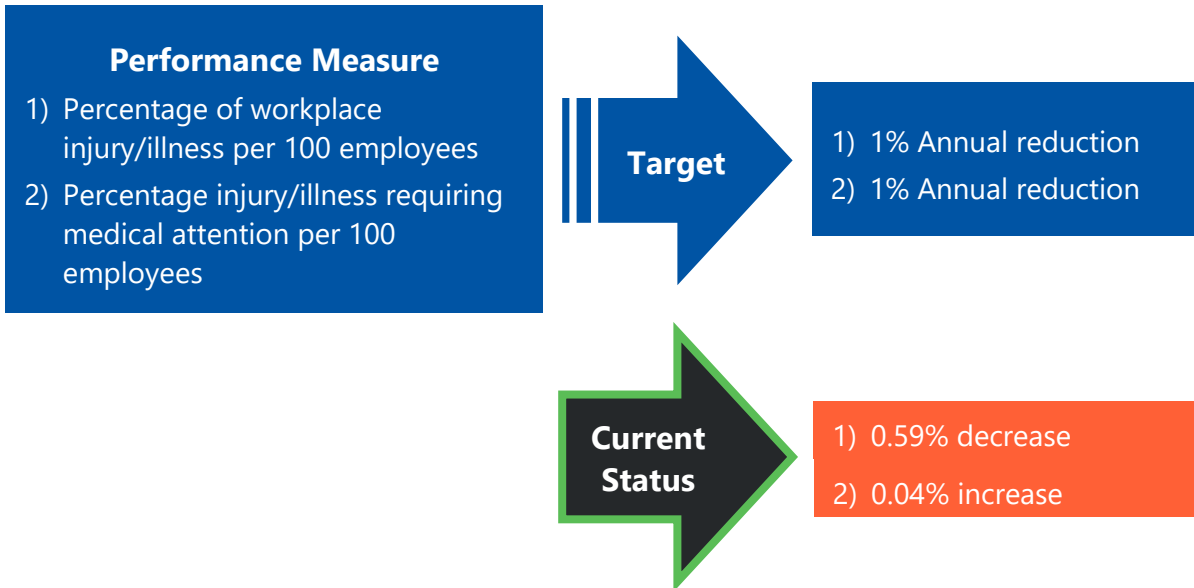 Performance Measure
1) Percentage of workplace
injury/illness per 100 employees
2) Percentage injury/illness requiring
medical attention per 100
employees
Target
1) 1% Annual reduction
2) 1% Annual reduction
Current
Status
1) 0.59% decrease
2) 0.04% increase